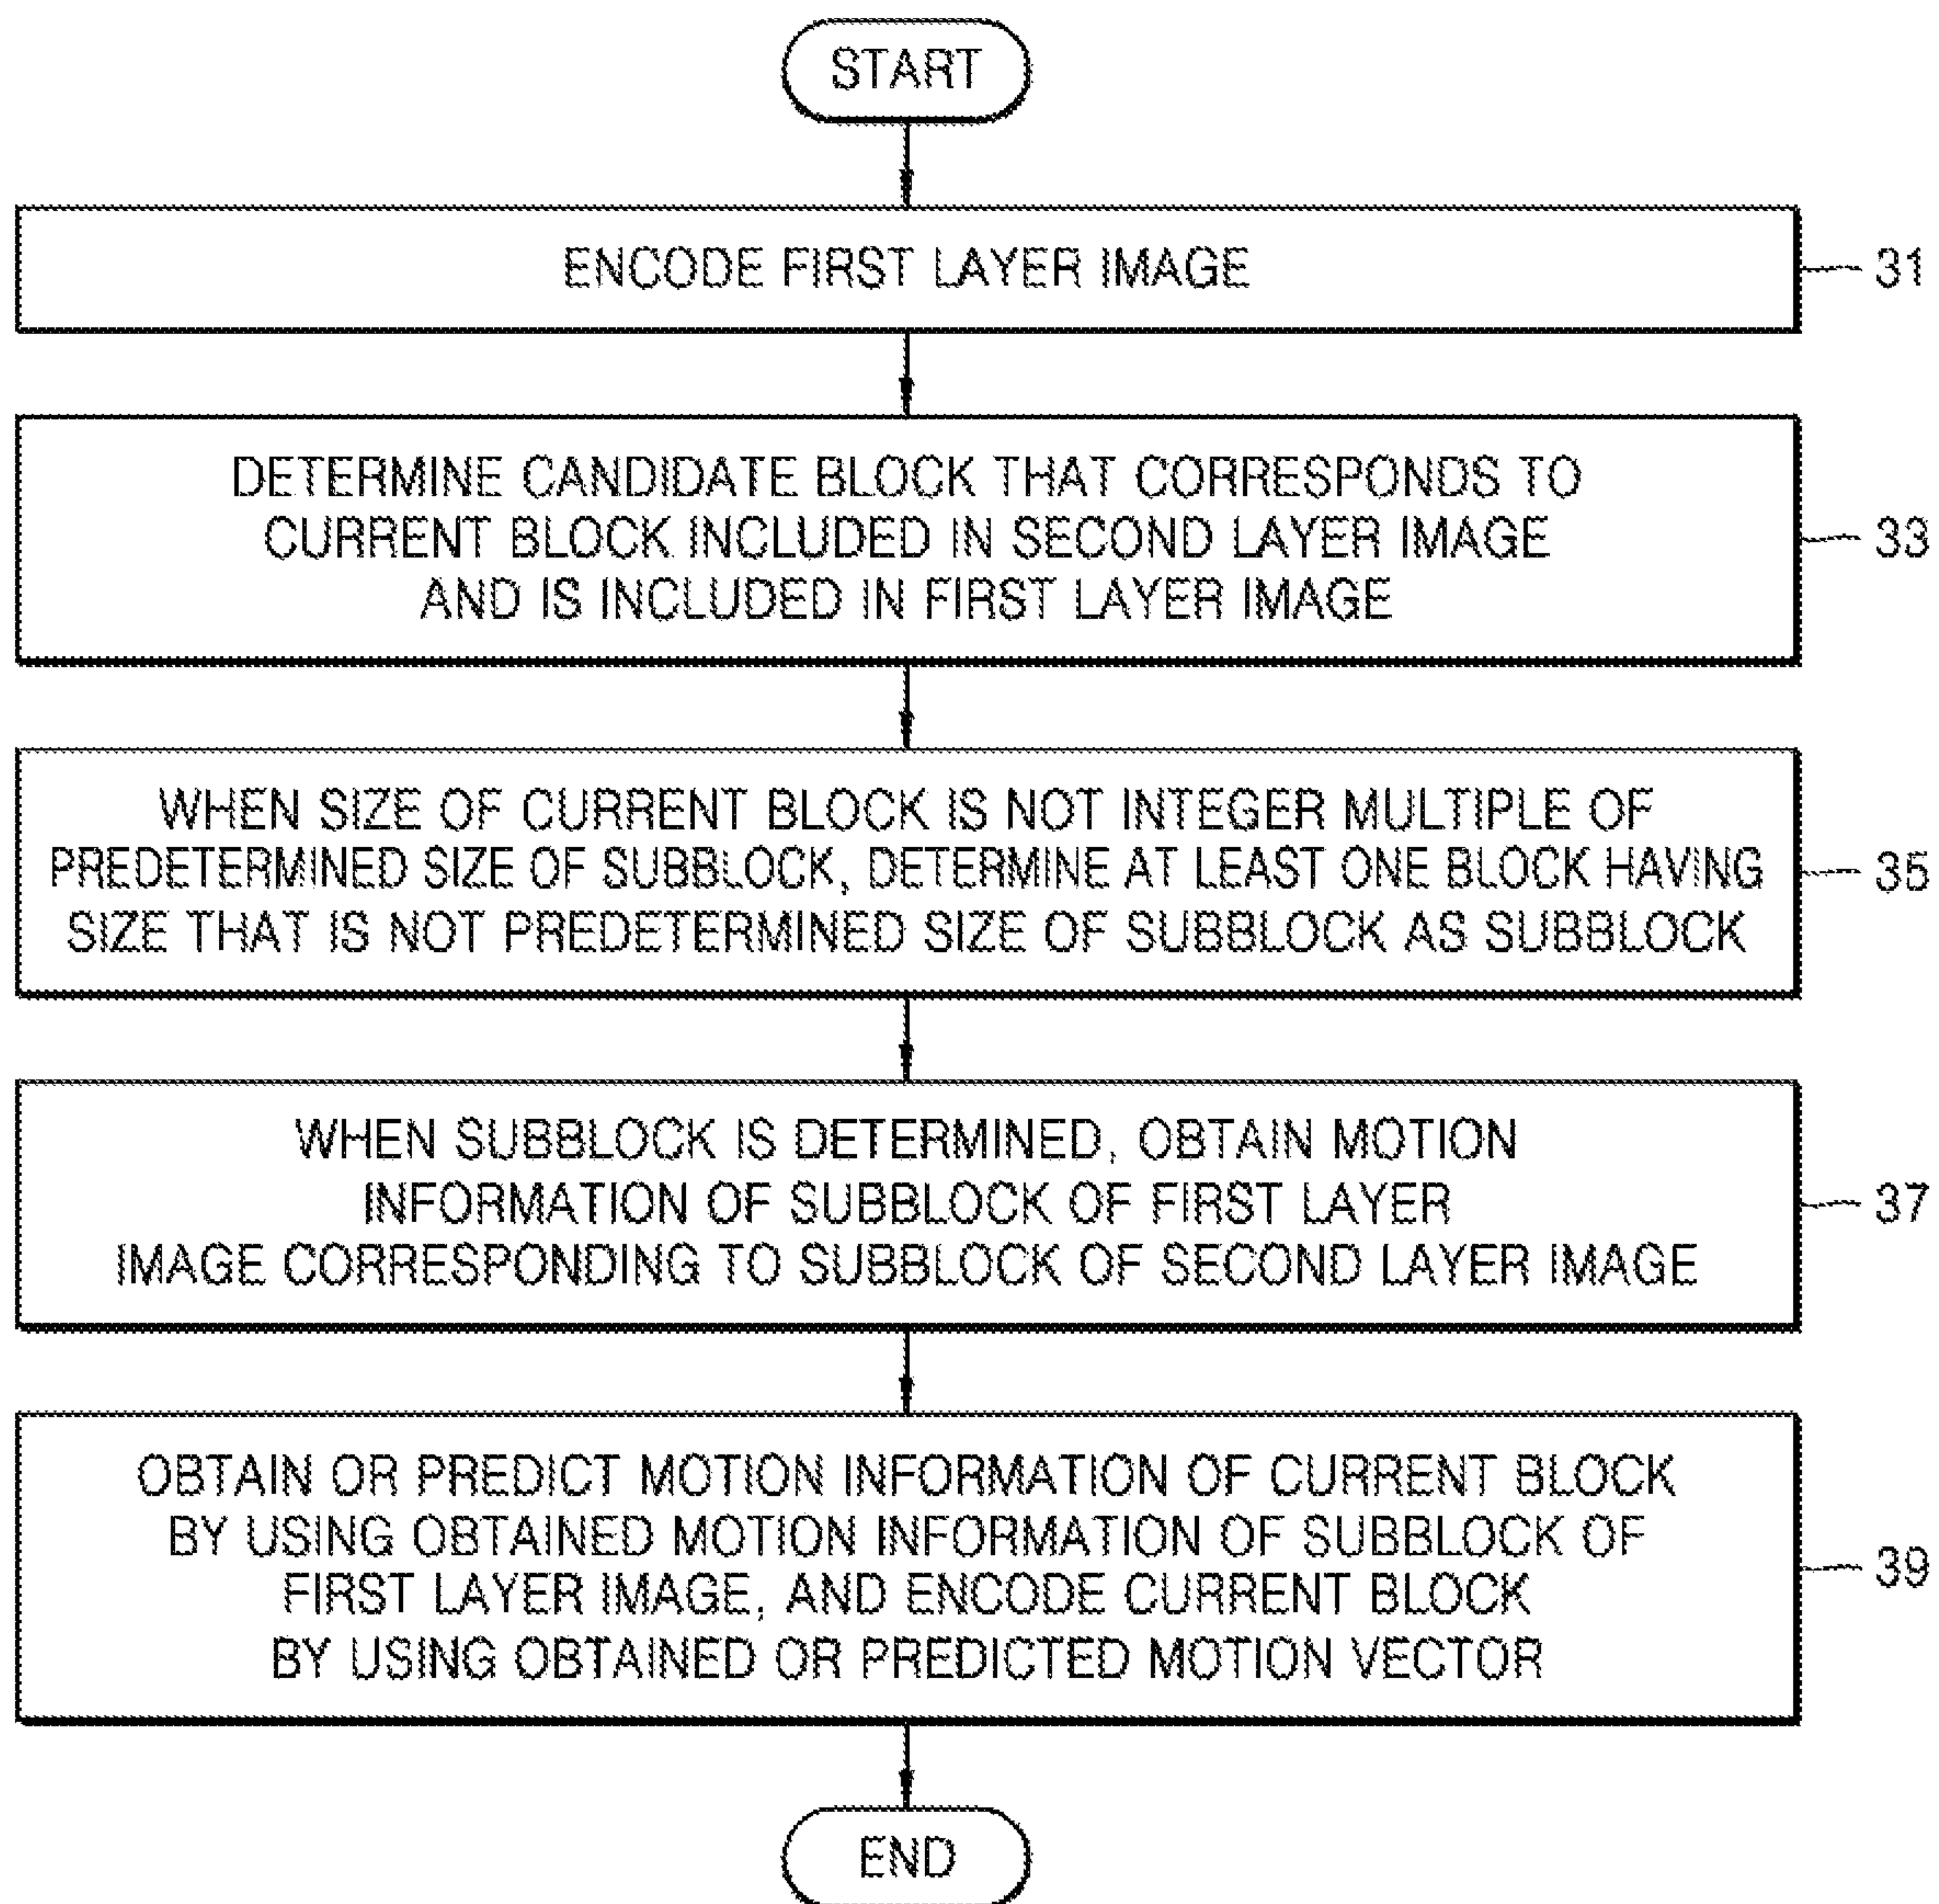 START
ENCODE FIRST LAYER IMAGE
31
DETERMINE CANDIDATE BLOCK THAT CORRESPONDS TO
CURRENT BLOCK INCLUDED IN SECOND LAYER IMAGE
AND IS INCLUDED IN FIRST LAYER IMAGE
33
WHEN SIZE OF CURRENT BLOCK IS NOT INTEGER MULTIPLE OF
PREDETERMINED SIZE OF SUBBLOCK, DETERMINE AT LEAST ONE BLOCK HAVING
SIZE THAT IS NOT PREDETERMINED SIZE OF SUBBLOCK AS SUBBLOCK
35
WHEN SUBBLOCK IS DETERMINED, OBTAIN MOTION
INFORMATION OF SUBBLOCK OF FIRST LAYER
IMAGE CORRESPONDING TO SUBBLOCK OF SECOND LAYER IMAGE
37
OBTAIN OR PREDICT MOTION INFORMATION OF CURRENT BLOCK
BY USING OBTAINED MOTION INFORMATION OF SUBBLOCK OF
FIRST LAYER IMAGE, AND ENCODE CURRENT BLOCK
BY USING OBTAINED OR PREDICTED MOTION VECTOR
39
END